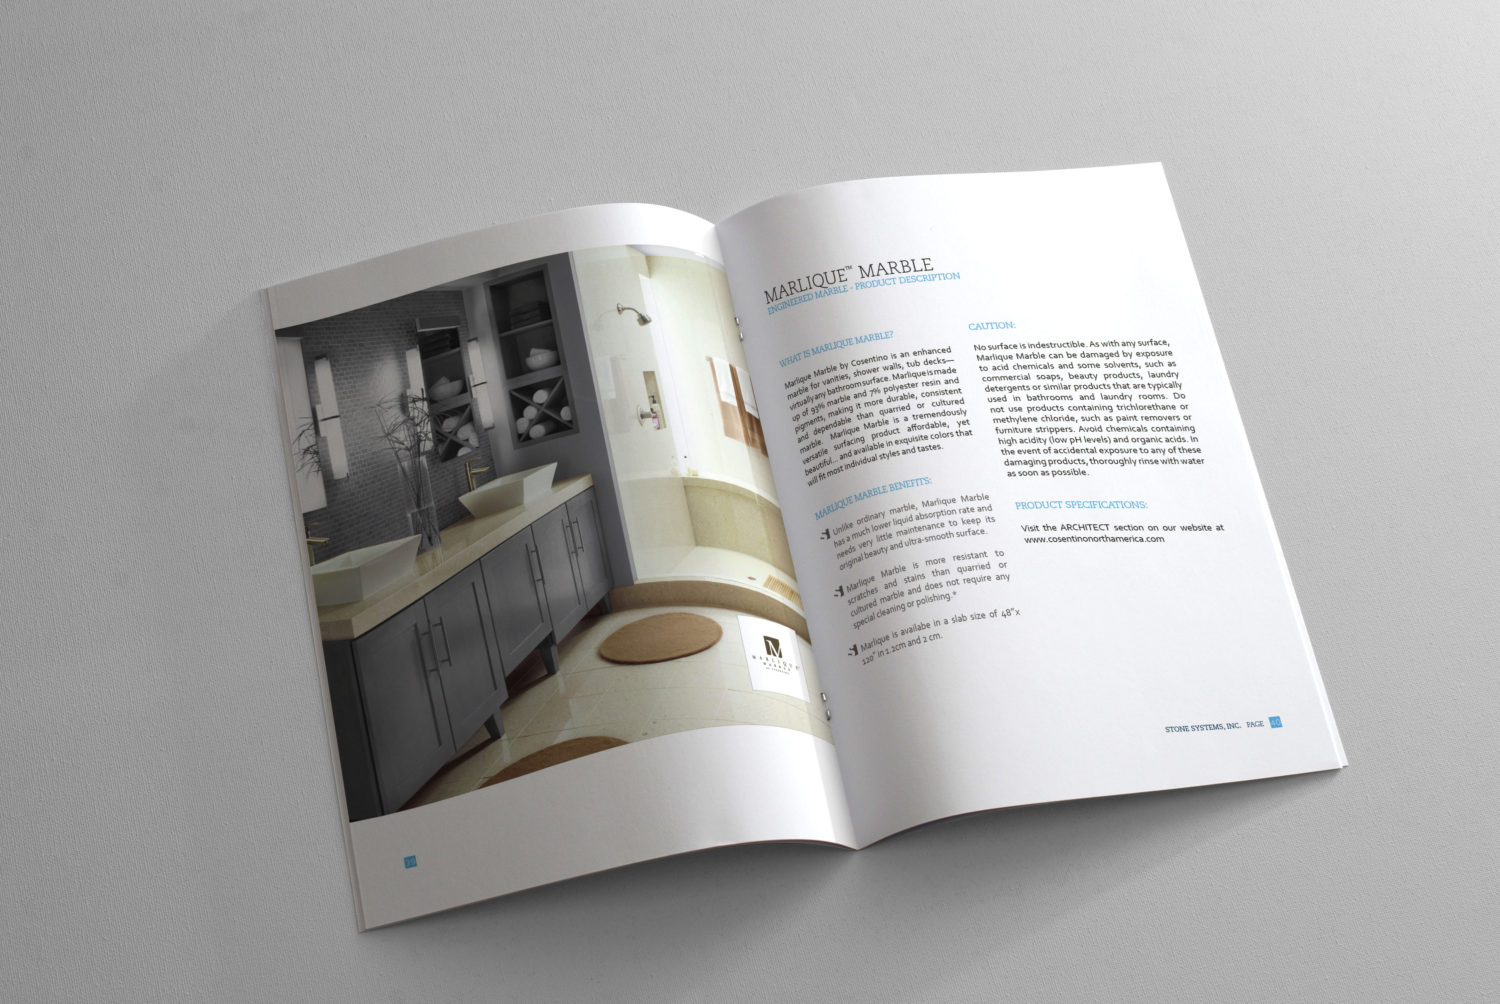 MARLIQUE™ MARBLE
ENGINEERED MARBLE - PRODUCT DESCRIPTION
WHAT IS MARLIQUE MARBLE?
Marlique Marble by Cosentino is an enhanced
marble for vanities, shower walls, tub decks—
virtually any bathroom surface. Marlique is made
up of 93% marble and 7% polyester resin and
pigments, making it more durable, consistent
and dependable than quarried or cultured
marble. Marlique Marble is a tremendously
versatile surfacing product affordable, yet
beautiful... and available in exquisite colors that
will fit most individual styles and tastes.
MARLIQUE MARBLE BENEFITS:
Unlike ordinary marble, Marlique Marble
has a much lower liquid absorption rate and
needs very little maintenance to keep its
original beauty and ultra-smooth surface.
Marlique Marble is more resistant to
scratches and stains than quarried or
cultured marble and does not require any
special cleaning or polishing.*
Marlique is availabe in a slab size of 48"x
120" in 1.2cm and 2 cm.
CAUTION:
No surface is indestructible. As with any surface,
Marlique Marble can be damaged by exposure
to acid chemicals and some solvents, such as
commercial soaps, beauty products, laundry
detergents or similar products that are typically
used in bathrooms and laundry rooms. Do
not use products containing trichlorethane or
methylene chloride, such as paint removers or
furniture strippers. Avoid chemicals containing
high acidity (low pH levels) and organic acids. In
the event of accidental exposure to any of these
damaging products, thoroughly rinse with water
as soon as possible.
PRODUCT SPECIFICATIONS:
Visit the ARCHITECT section on our website at
www.cosentinonorthamerica.com
STONE SYSTEMS, INC. PAGE 40
M
MARLIQUE
MARBLE
39